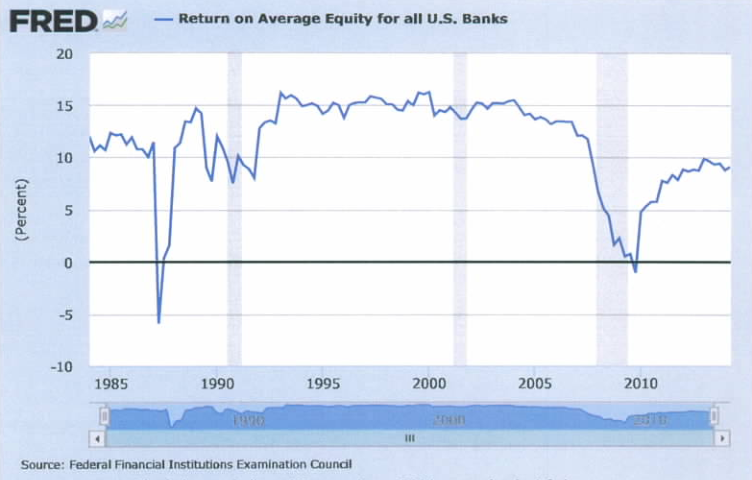 FRED
Return on Average Equity for all U.S. Banks
20
15
10
5
0
-5
-10
(Percent)
1985 1990 1995 2000 2005 2010
1990 2000 2010
Source: Federal Financial Institutions Examination Council